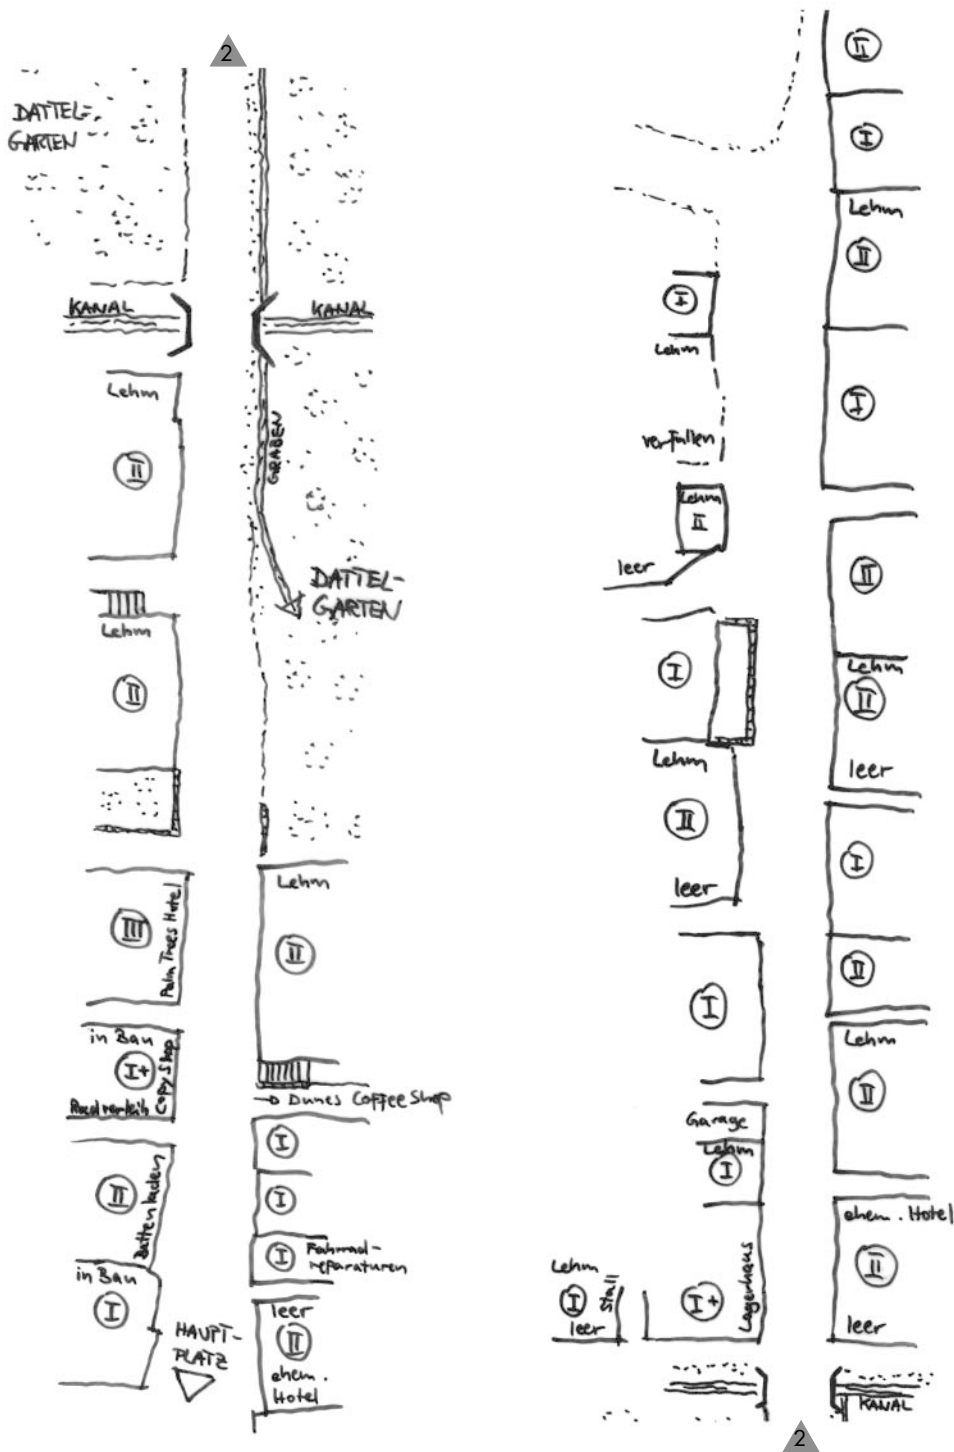 2
DATTEL-
GARTEN
KANAL
KANAL
Lehm
II
GRABEN
DATTEL-
GARTEN
Lehm
II
III
Palm Trees Hotel
Lehm
II
in Bau
I+
Copy Shop
Radverleih
Dunes Coffee Shop
II
Dattenladen
I
I
I
Fahrrad-
reparaturen
in Bau
I
HAUPT-
PLATZ
leer
II
ehem.
Hotel
II
I
Lehm
II
I
Lehm
I
verfallen
Lehm
II
leer
II
I
Lehm
II
leer
Lehm
II
leer
I
II
I
Lehm
II
Garage
Lehm
I
ehem. Hotel
II
leer
Lehm
I
leer
Stall
I+
Lagerhaus
KANAL
2